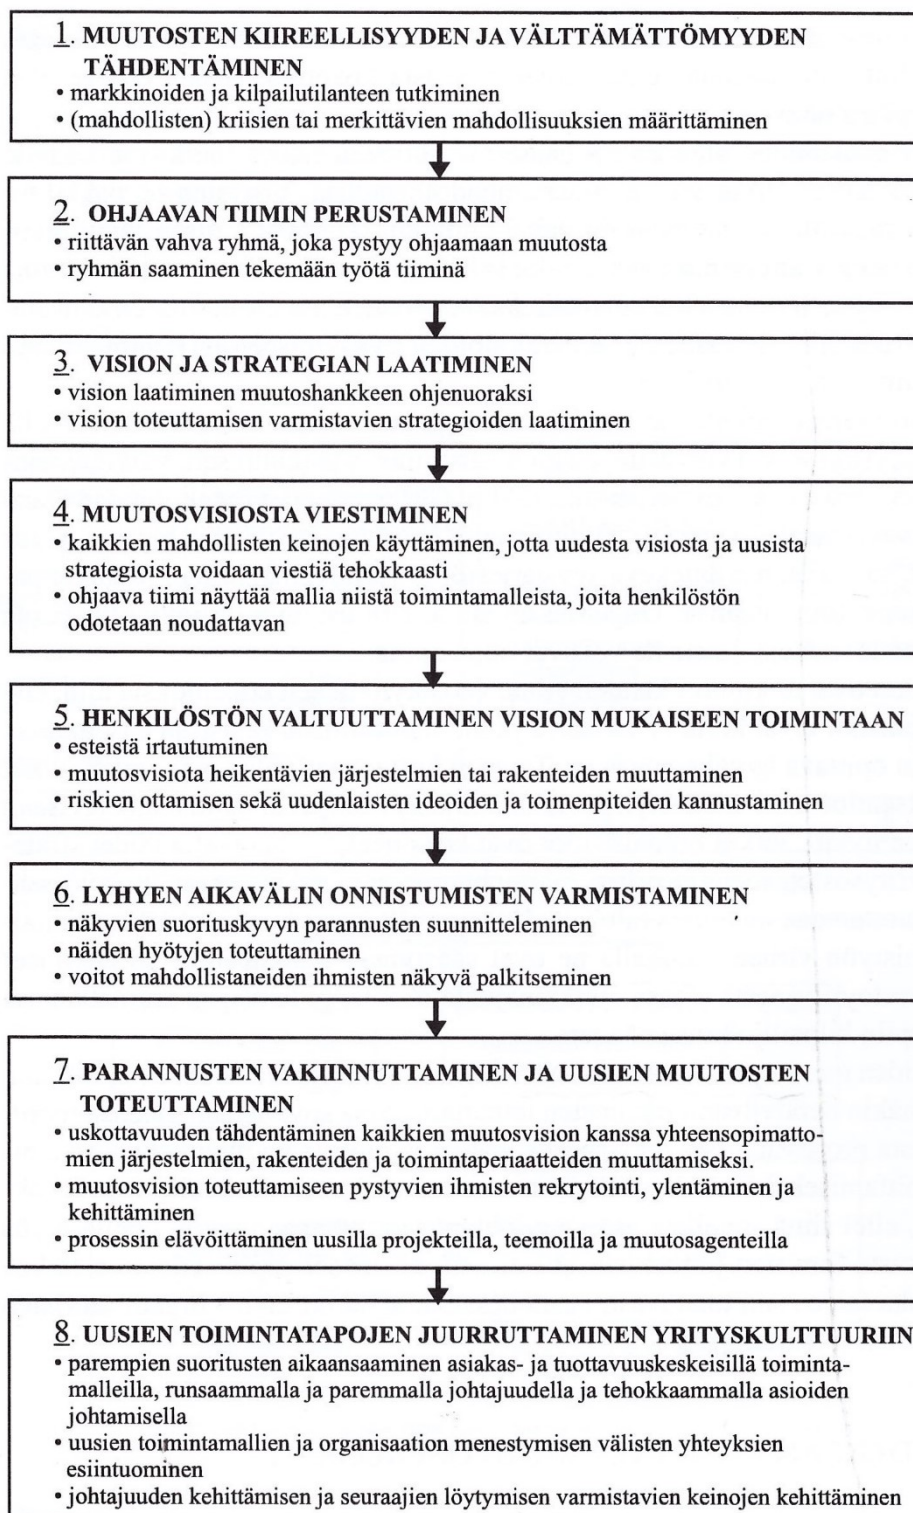 1. MUUTOSTEN KIIREELLISYYDEN JA VÄLTTÄMÄTTÖMYYDEN
TÄHDENTÄMINEN
• markkinoiden ja kilpailutilanteen tutkiminen
• (mahdollisten) kriisien tai merkittävien mahdollisuuksien määrittäminen
2. OHJAAVAN TIIMIN PERUSTAMINEN
• riittävän vahva ryhmä, joka pystyy ohjaamaan muutosta
• ryhmän saaminen tekemään työtä tiiminä
3. VISION JA STRATEGIAN LAATIMINEN
• vision laatiminen muutoshankkeen ohjenuoraksi
• vision toteuttamisen varmistavien strategioiden laatiminen
4. MUUTOSVISIOSTA VIESTIMINEN
• kaikkien mahdollisten keinojen käyttäminen, jotta uudesta visiosta ja uusista
strategioista voidaan viestiä tehokkaasti
• ohjaava tiimi näyttää mallia niistä toimintamalleista, joita henkilöstön
odotetaan noudattavan
5. HENKILÖSTÖN VALTUUTTAMINEN VISION MUKAISEEN TOIMINTAAN
• esteistä irtautuminen
• muutosvisiota heikentävien järjestelmien tai rakenteiden muuttaminen
• riskien ottamisen sekä uudenlaisten ideoiden ja toimenpiteiden kannustaminen
6. LYHYEN AIKAVÄLIN ONNISTUMISTEN VARMISTAMINEN
• näkyvien suorituskyvyn parannusten suunnitteleminen
• näiden hyötyjen toteuttaminen
• voitot mahdollistaneiden ihmisten näkyvä palkitseminen
7. PARANNUSTEN VAKIINNUTTAMINEN JA UUSIEN MUUTOSTEN
TOTEUTTAMINEN
• uskottavuuden tähdentäminen kaikkien muutosvision kanssa yhteensopimatto-
mien järjestelmien, rakenteiden ja toimintaperiaatteiden muuttamiseksi.
• muutosvision toteuttamiseen pystyvien ihmisten rekrytointi, ylentäminen ja
kehittäminen
• prosessin elävöittäminen uusilla projekteilla, teemoilla ja muutosagenteilla
8. UUSIEN TOIMINTATAPOJEN JUURRUTTAMINEN YRITYSKULTTUURIIN
• parempien suoritusten aikaansaaminen asiakas- ja tuottavuuskeskeisillä toiminta-
malleilla, runsaammalla ja paremmalla johtajuudella ja tehokkaammalla asioiden
johtamisella
• uusien toimintamallien ja organisaation menestymisen välisten yhteyksien
esiintuominen
• johtajuuden kehittämisen ja seuraajien löytymisen varmistavien keinojen kehittäminen